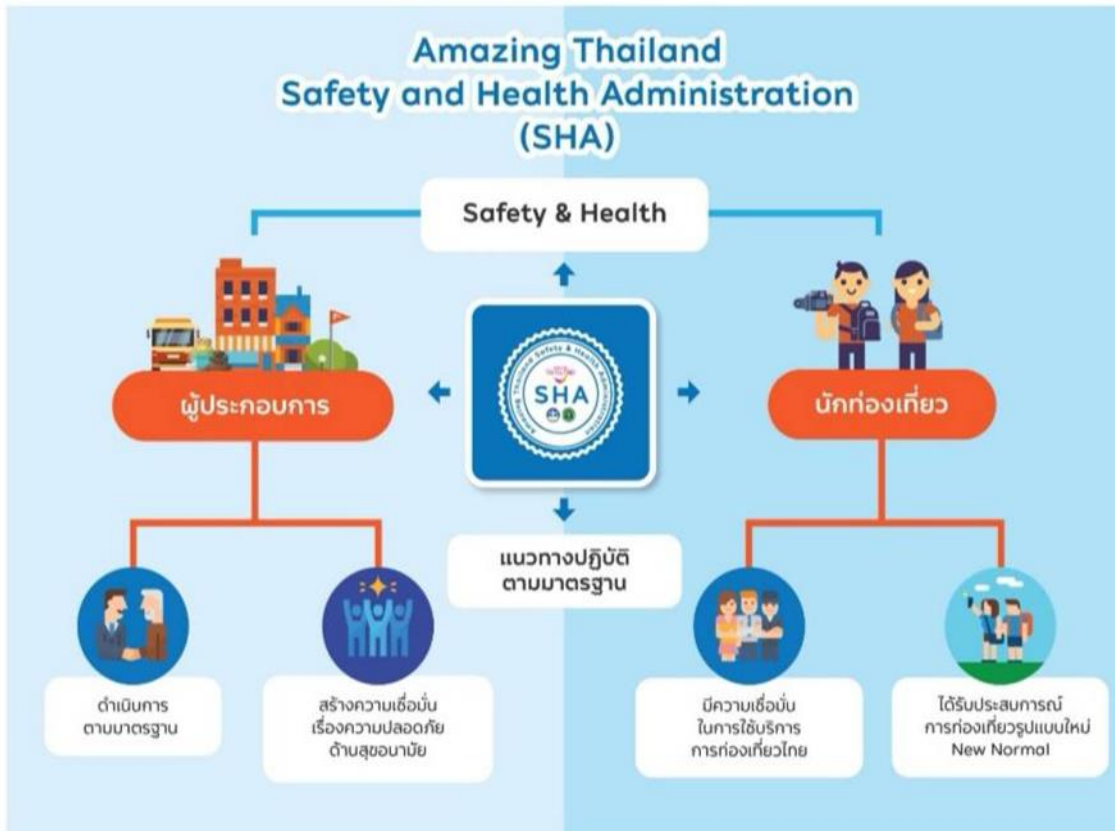 Amazing Thailand
Safety and Health Administration
(SHA)
Safety & Health
Amazing Thailand Safety & Health Administration
SHA
ผู้ประกอบการ
นักท่องเที่ยว
แนวทางปฏิบัติ
ตามมาตรฐาน
ดำเนินการ
ตามมาตรฐาน
สร้างความเชื่อมั่น
เรื่องความปลอดภัย
ด้านสุขอนามัย
มีความเชื่อมั่น
ในการใช้บริการ
การท่องเที่ยวไทย
ได้รับประสบการณ์
การท่องเที่ยวรูปแบบใหม่
New Normal